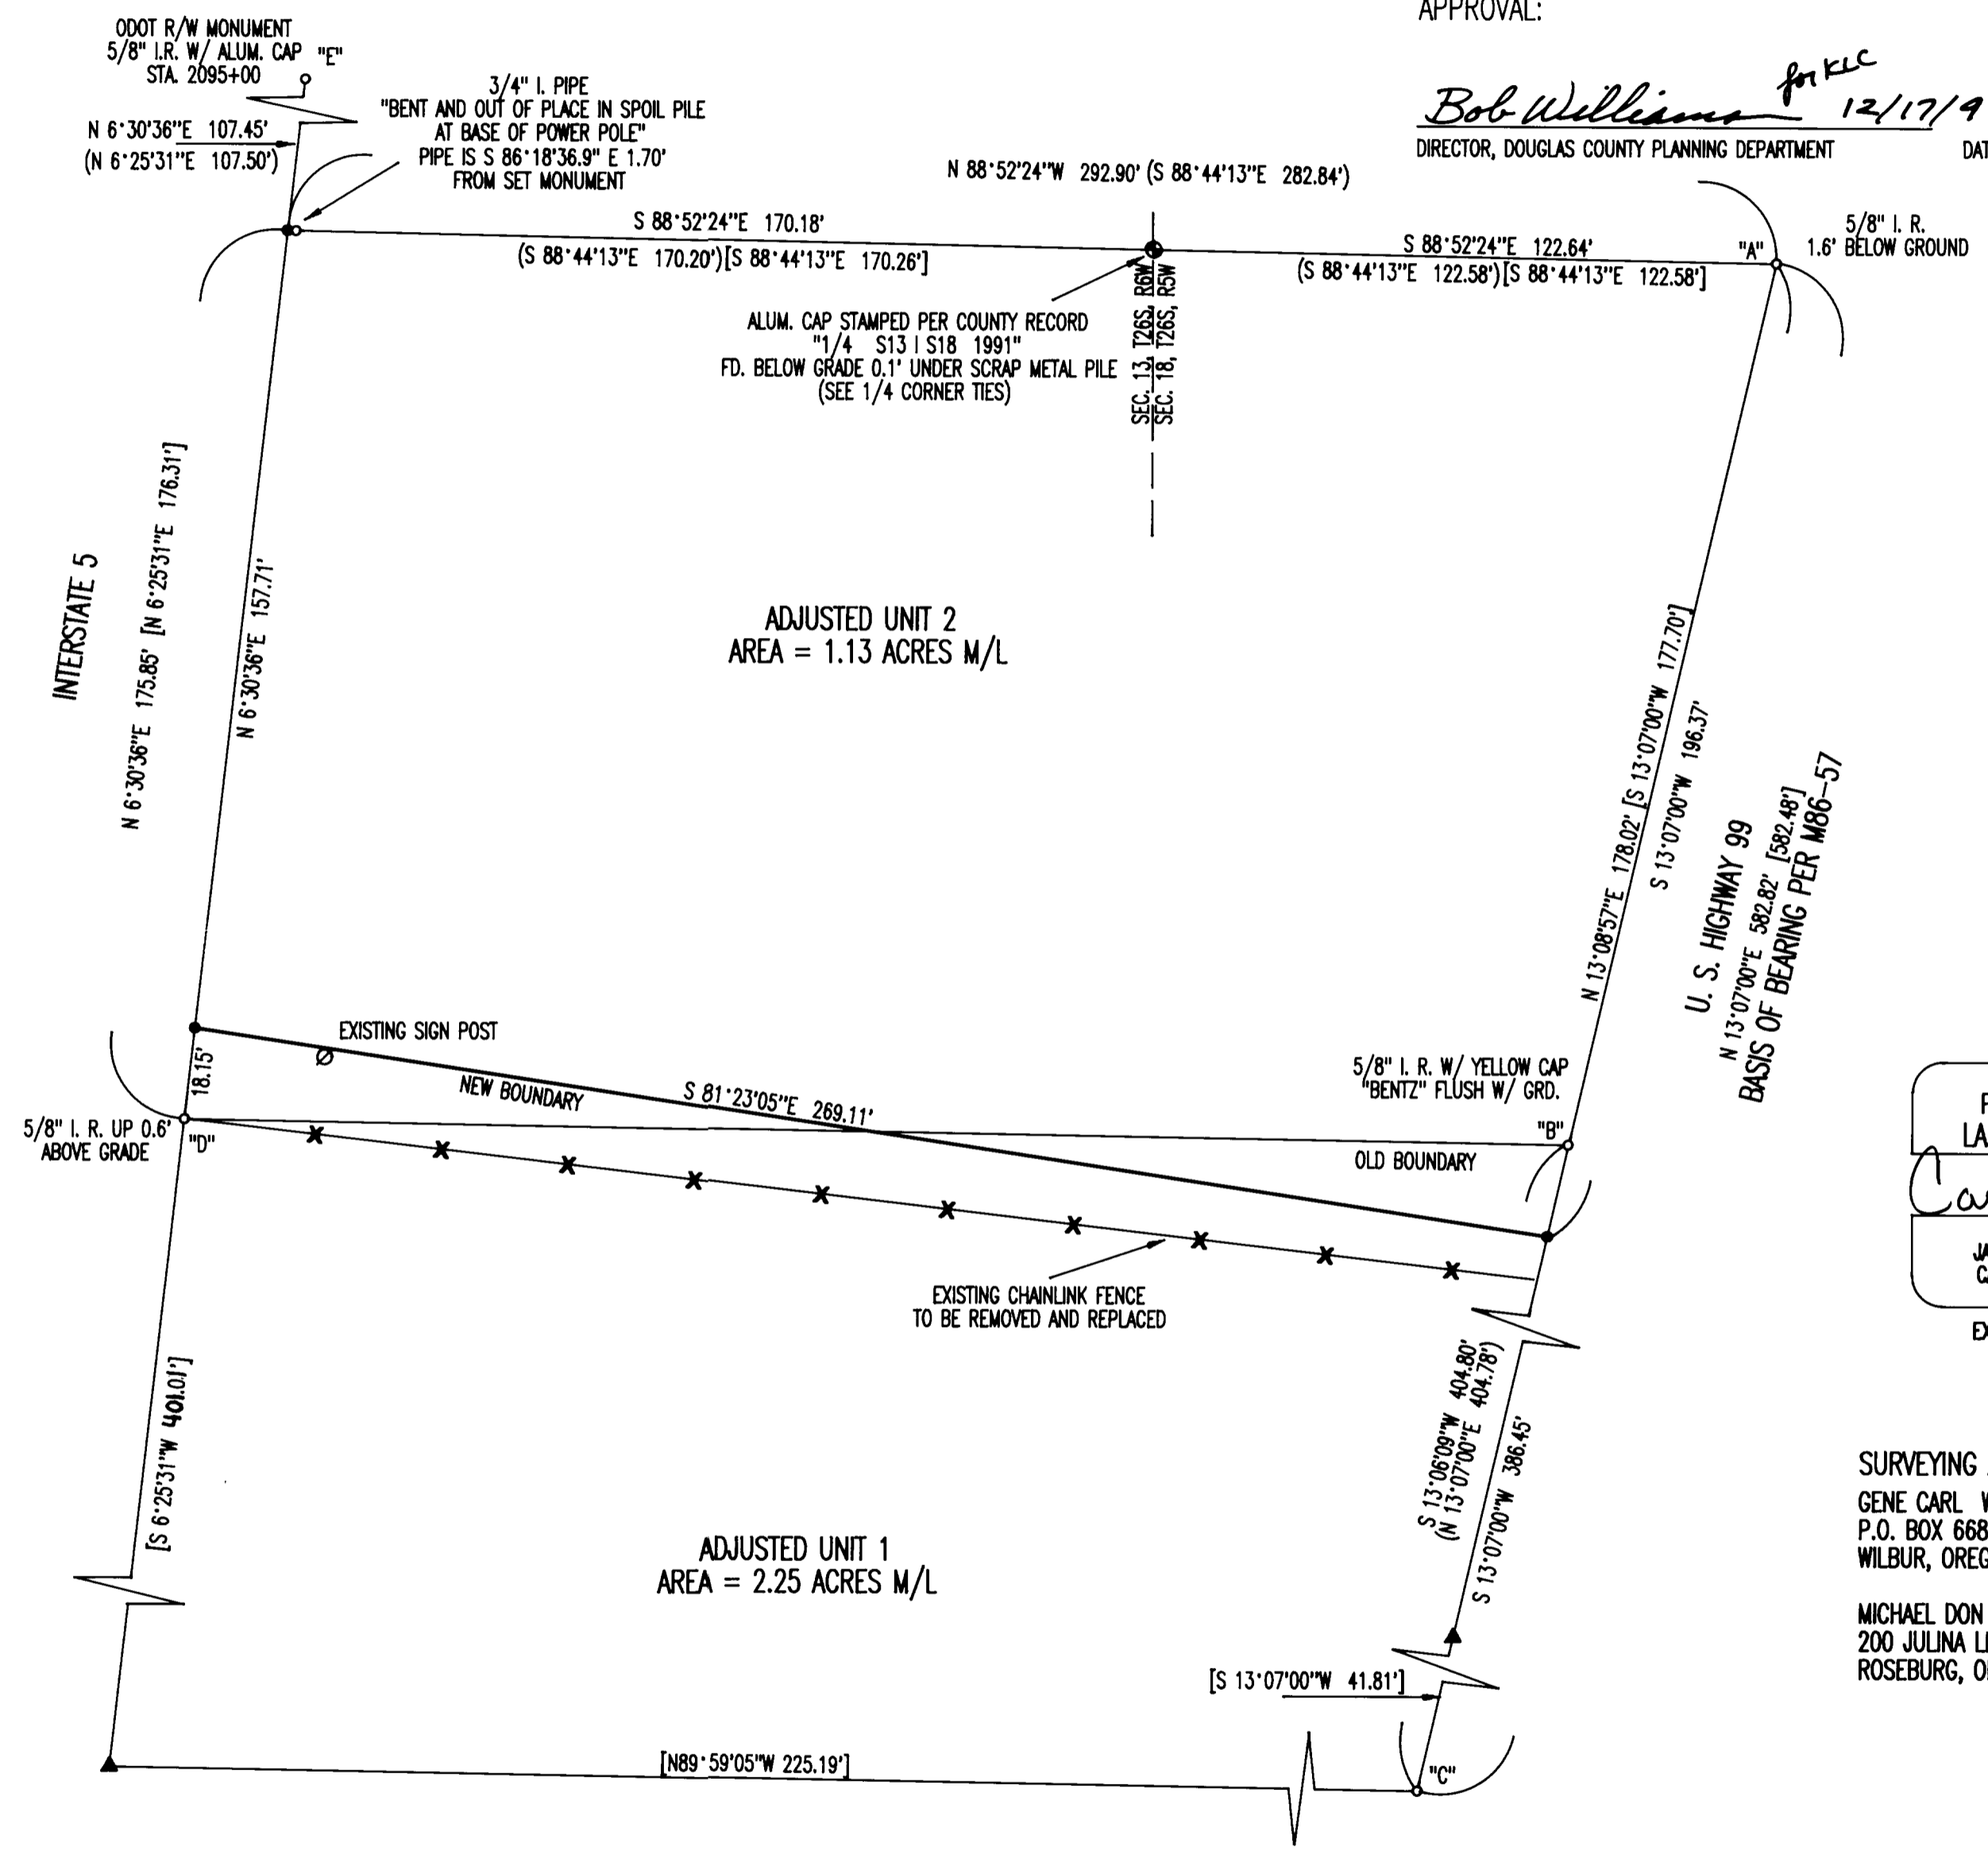 APPROVAL:
Bob Williams for KLC 12/17/9
DIRECTOR, DOUGLAS COUNTY PLANNING DEPARTMENT
DAT
ODOT R/W MONUMENT
5/8" I.R. W/ ALUM. CAP "E"
STA. 2095+00
N 6°30'36"E 107.45'
(N 6°25'31"E 107.50')
3/4" I. PIPE
"BENT AND OUT OF PLACE IN SPOIL PILE
AT BASE OF POWER POLE"
PIPE IS S 86°18'36.9" E 1.70'
FROM SET MONUMENT
N 88°52'24"W 292.90' (S 88°44'13"E 282.84')
S 88°52'24"E 170.18'
(S 88°44'13"E 170.20')[S 88°44'13"E 170.26']
S 88°52'24"E 122.64'
(S 88°44'13"E 122.58')[S 88°44'13"E 122.58']
"A"
5/8" I. R.
1.6' BELOW GROUND
ALUM. CAP STAMPED PER COUNTY RECORD
"1/4 S13 | S18 1991"
FD. BELOW GRADE 0.1' UNDER SCRAP METAL PILE
(SEE 1/4 CORNER TIES)
SEC. 13, T26S, R6W
SEC. 18, T26S, R5W
INTERSTATE 5
N 6°30'36"E 175.85' [N 6°25'31"E 176.31']
N 6°30'36"E 157.71'
ADJUSTED UNIT 2
AREA = 1.13 ACRES M/L
N 13°08'57"E 178.02' [S 13°07'00"W 177.70']
S 13°07'00"W 196.37'
U. S. HIGHWAY 99
N 13°07'00"E 582.82' [582.48']
BASIS OF BEARING PER M86-57
18.15'
EXISTING SIGN POST
NEW BOUNDARY
S 81°23'05"E 269.11'
5/8" I. R. W/ YELLOW CAP
"BENTZ" FLUSH W/ GRD.
"B"
OLD BOUNDARY
5/8" I. R. UP 0.6'
ABOVE GRADE
"D"
EXISTING CHAINLINK FENCE
TO BE REMOVED AND REPLACED
[S 6°25'31"W 401.01']
S 13°06'09"W 404.80'
(N 13°07'00"E 404.78')
S 13°07'00"W 386.45'
ADJUSTED UNIT 1
AREA = 2.25 ACRES M/L
[S 13°07'00"W 41.81']
[N89°59'05"W 225.19']
"C"
LA
JA
EX
SURVEYING
GENE CARL W
P.O. BOX 668
WILBUR, OREG
MICHAEL DON
200 JULINA
ROSEBURG, O